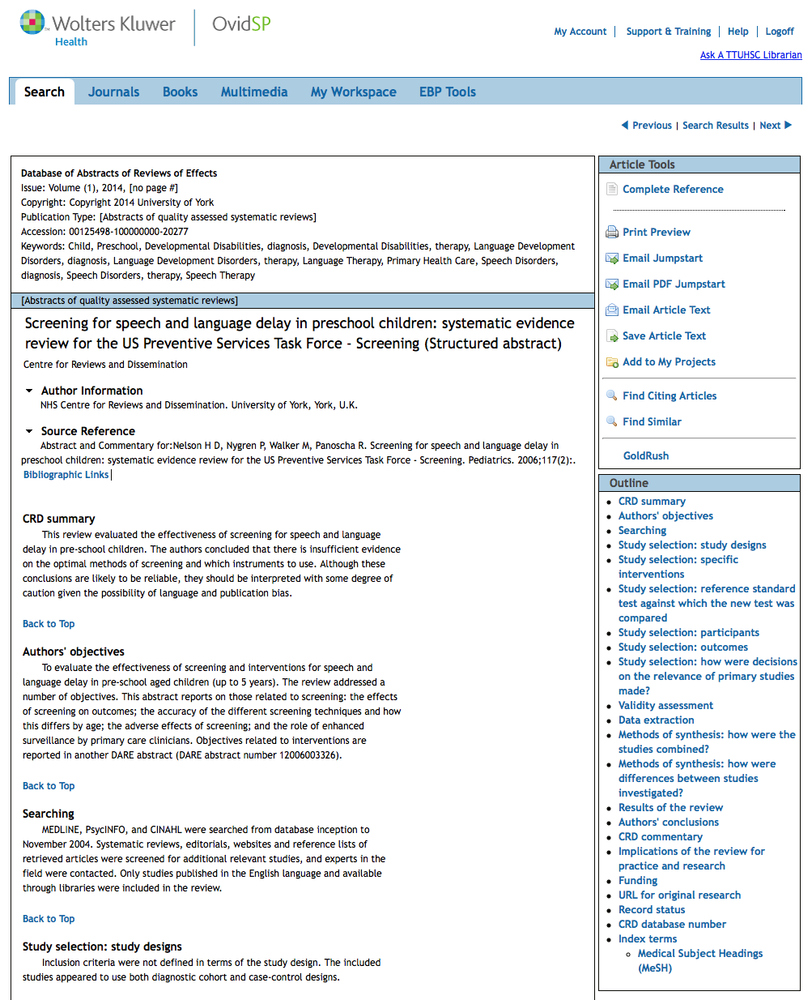 Wolters Kluwer
Health
OvidSP
My Account | Support & Training | Help | Logoff
Ask A TTUHSC Librarian
Search Journals Books Multimedia My Workspace EBP Tools
Previous | Search Results | Next
Database of Abstracts of Reviews of Effects
Issue: Volume (1), 2014, [no page #]
Copyright: Copyright 2014 University of York
Publication Type: [Abstracts of quality assessed systematic reviews]
Accession: 00125498-100000000-20277
Keywords: Child, Preschool, Developmental Disabilities, diagnosis, Developmental Disabilities, therapy, Language Development
Disorders, diagnosis, Language Development Disorders, therapy, Language Therapy, Primary Health Care, Speech Disorders,
diagnosis, Speech Disorders, therapy, Speech Therapy
[Abstracts of quality assessed systematic reviews]
Screening for speech and language delay in preschool children: systematic evidence
review for the US Preventive Services Task Force - Screening (Structured abstract)
Centre for Reviews and Dissemination
Author Information
NHS Centre for Reviews and Dissemination. University of York, York, U.K.
Source Reference
Abstract and Commentary for:Nelson H D, Nygren P, Walker M, Panoscha R. Screening for speech and language delay in
preschool children: systematic evidence review for the US Preventive Services Task Force - Screening. Pediatrics. 2006;117(2):.
Bibliographic Links
CRD summary
This review evaluated the effectiveness of screening for speech and language
delay in pre-school children. The authors concluded that there is insufficient evidence
on the optimal methods of screening and which instruments to use. Although these
conclusions are likely to be reliable, they should be interpreted with some degree of
caution given the possibility of language and publication bias.
Back to Top
Authors' objectives
To evaluate the effectiveness of screening and interventions for speech and
language delay in pre-school aged children (up to 5 years). The review addressed a
number of objectives. This abstract reports on those related to screening: the effects
of screening on outcomes; the accuracy of the different screening techniques and how
this differs by age; the adverse effects of screening; and the role of enhanced
surveillance by primary care clinicians. Objectives related to interventions are
reported in another DARE abstract (DARE abstract number 12006003326).
Back to Top
Searching
MEDLINE, PsycINFO, and CINAHL were searched from database inception to
November 2004. Systematic reviews, editorials, websites and reference lists of
retrieved articles were screened for additional relevant studies, and experts in the
field were contacted. Only studies published in the English language and available
through libraries were included in the review.
Back to Top
Study selection: study designs
Inclusion criteria were not defined in terms of the study design. The included
studies appeared to use both diagnostic cohort and case-control designs.
Article Tools
Complete Reference
Print Preview
Email Jumpstart
Email PDF Jumpstart
Email Article Text
Save Article Text
Add to My Projects
Find Citing Articles
Find Similar
GoldRush
Outline
CRD summary
Authors' objectives
Searching
Study selection: study designs
Study selection: specific
interventions
Study selection: reference standard
test against which the new test was
compared
Study selection: participants
Study selection: outcomes
Study selection: how were decisions
on the relevance of primary studies
made?
Validity assessment
Data extraction
Methods of synthesis: how were the
studies combined?
Methods of synthesis: how were
differences between studies
investigated?
Results of the review
Authors' conclusions
CRD commentary
Implications of the review for
practice and research
Funding
URL for original research
Record status
CRD database number
Index terms
Medical Subject Headings
(MeSH)